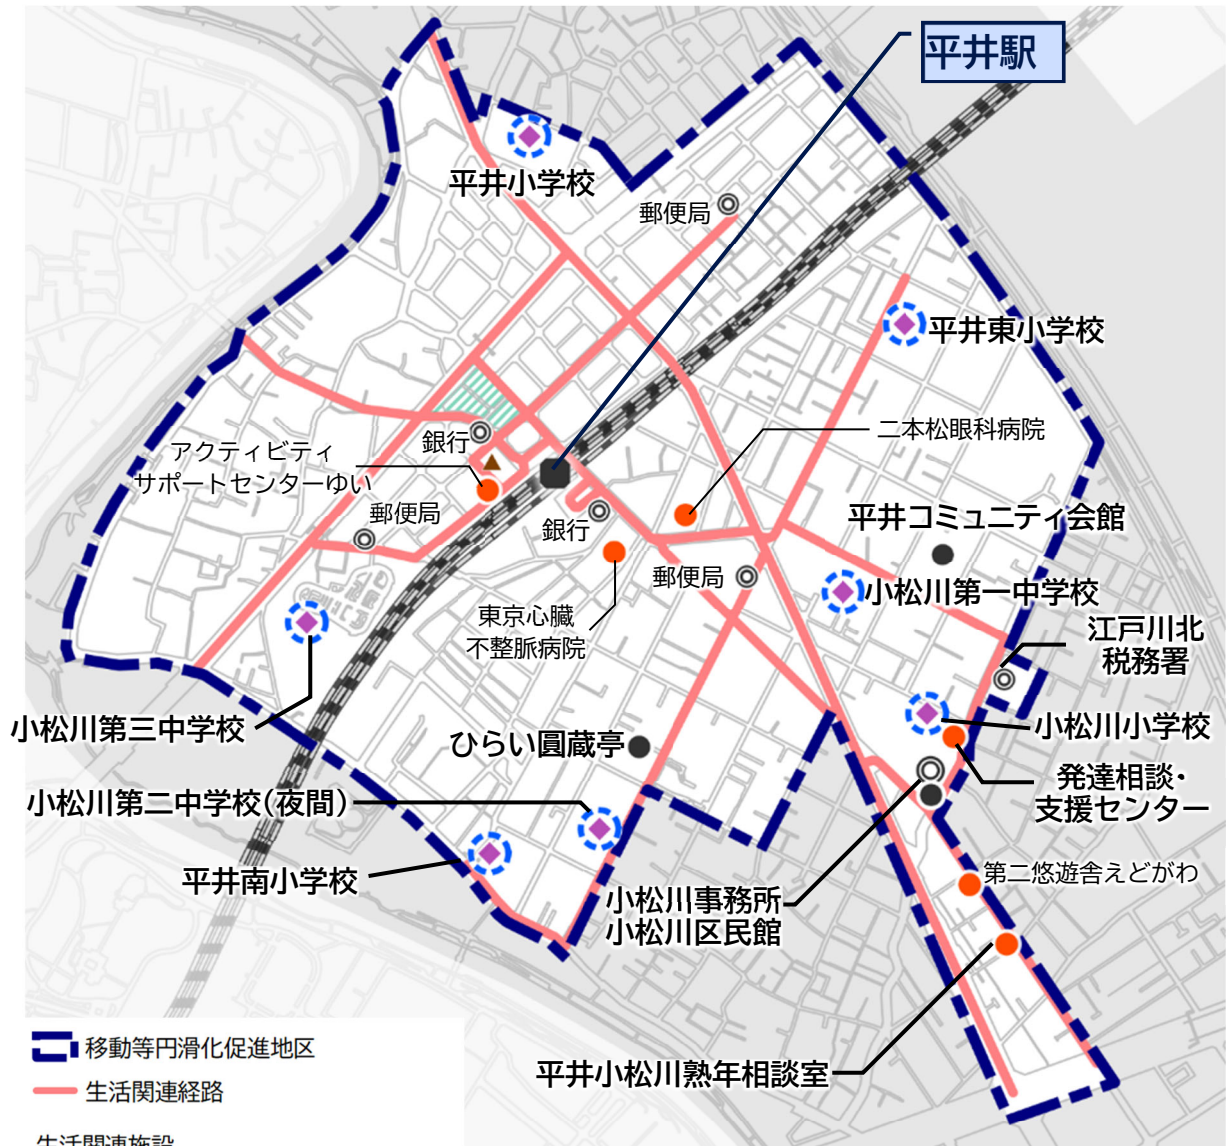 平井駅
平井小学校
郵便局
平井東小学校
二本松眼科病院
銀行
アクティビティ
サポートセンターゆい
郵便局
銀行
平井コミュニティ会館
郵便局
小松川第一中学校
東京心臓
不整脈病院
江戸川北
税務署
小松川第三中学校
小松川小学校
ひらい圓蔵亭
発達相談・
支援センター
小松川第二中学校(夜間)
平井南小学校
第二悠遊舎えどがわ
小松川事務所
小松川区民館
平井小松川熟年相談室
移動等円滑化促進地区
生活関連経路
生活関連施設